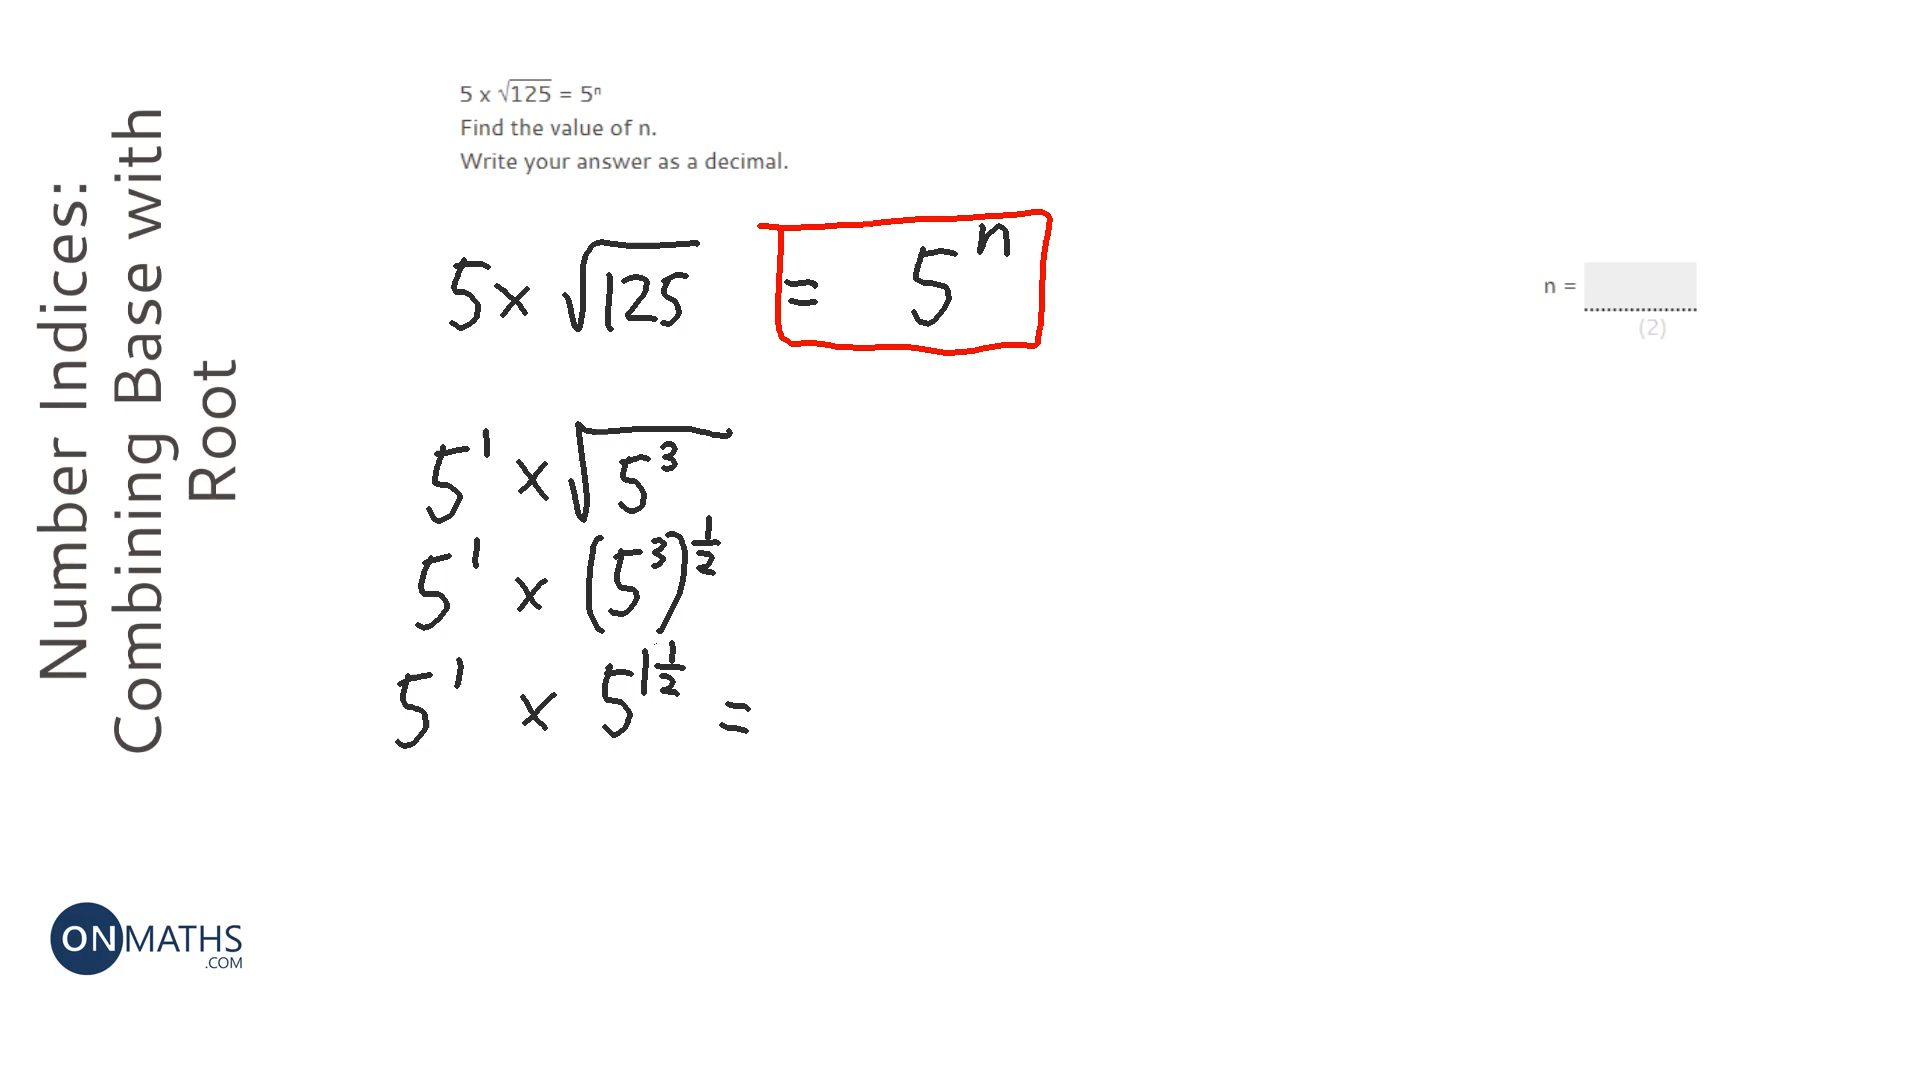 Number Indices:
Combining Base with
Root
5 x √125 = 5ⁿ
Find the value of n.
Write your answer as a decimal.
5 × √125 = 5ⁿ
n =
(2)
5¹ × √5³
5¹ × (5³)^½
5¹ × 5^1½ =
ONMATHS
.COM